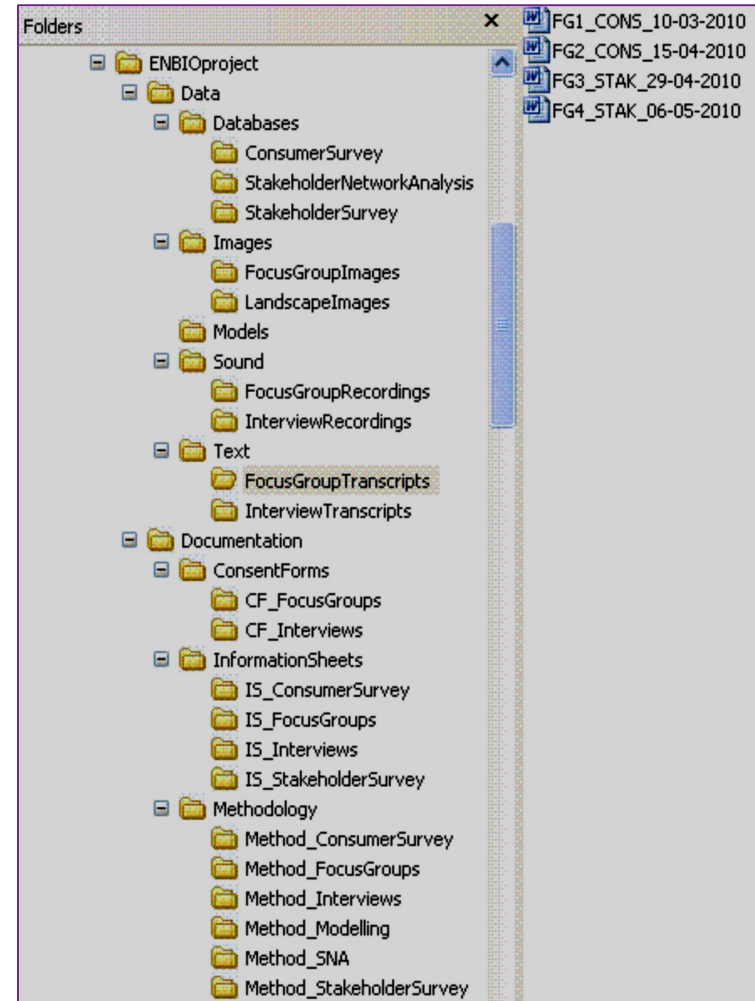 Folders
ENBIOproject
Data
Databases
ConsumerSurvey
StakeholderNetworkAnalysis
StakeholderSurvey
Images
FocusGroupImages
LandscapeImages
Models
Sound
FocusGroupRecordings
InterviewRecordings
Text
FocusGroupTranscripts
InterviewTranscripts
Documentation
ConsentForms
CF_FocusGroups
CF_Interviews
InformationSheets
IS_ConsumerSurvey
IS_FocusGroups
IS_Interviews
IS_StakeholderSurvey
Methodology
Method_ConsumerSurvey
Method_FocusGroups
Method_Interviews
Method_Modelling
Method_SNA
Method_StakeholderSurvey
FG1_CONS_10-03-2010
FG2_CONS_15-04-2010
FG3_STAK_29-04-2010
FG4_STAK_06-05-2010